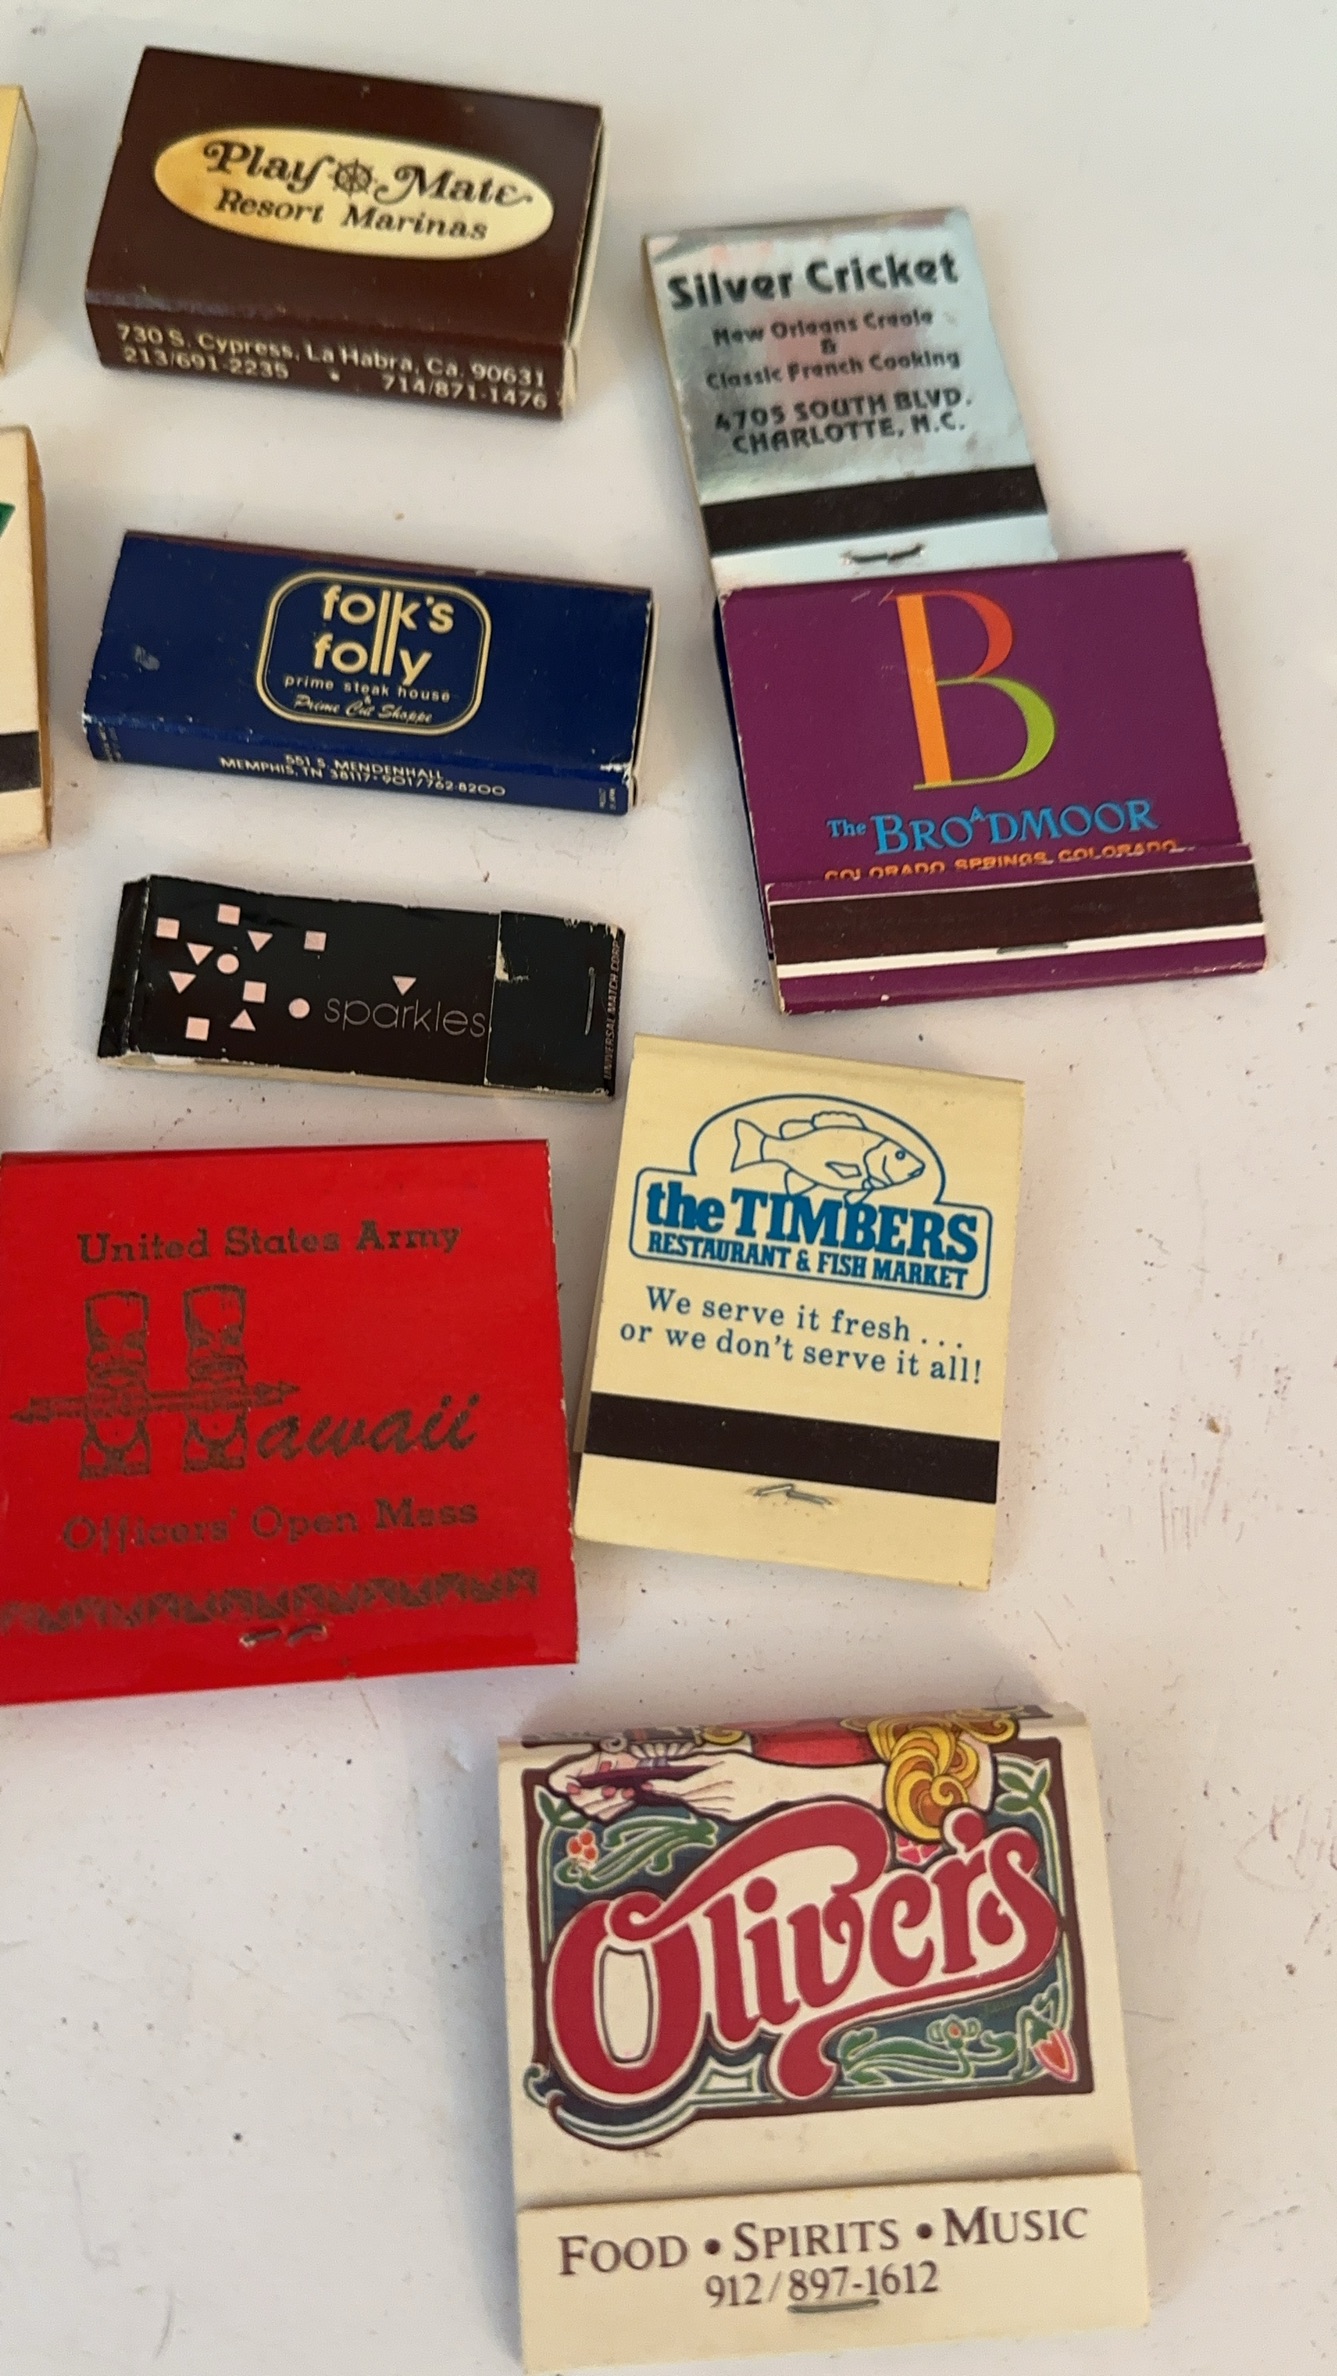 Play Mate
Resort Marinas
730 S. Cypress, La Habra, Ca. 90631
213/691-2235 • 714/871-1476
Silver Cricket
New Orleans Creole
&
Classic French Cooking
4705 SOUTH BLVD.
CHARLOTTE, N.C.
folk's
folly
prime steak house
&
Prime Cut Shoppe
551 S. MENDENHALL
MEMPHIS, TN 38117 • 901/762-8200
B
The BROADMOOR
COLORADO SPRINGS, COLORADO
sparkles
UNIVERSAL MATCH CORP
the TIMBERS
RESTAURANT & FISH MARKET
We serve it fresh . . .
or we don't serve it all!
United States Army
Hawaii
Officers' Open Mess
Oliver's
FOOD • SPIRITS • MUSIC
912/897-1612